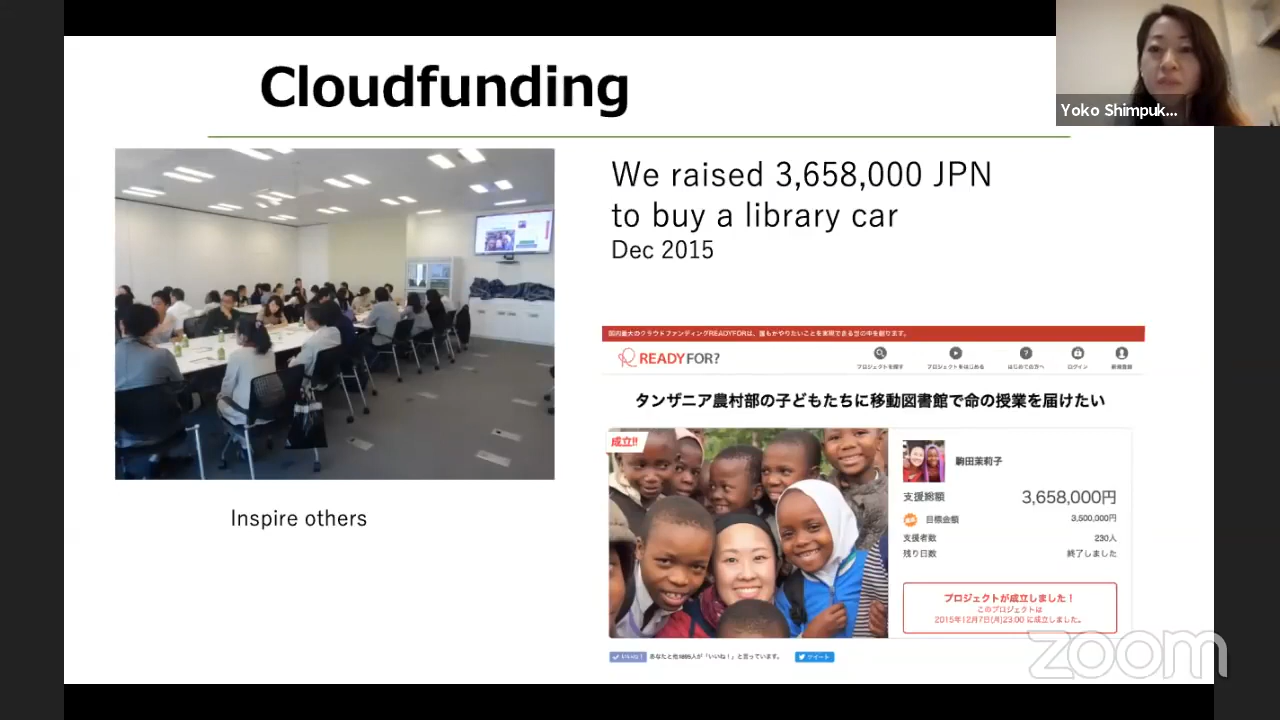 Cloudfunding
Yoko Shimpuk...
We raised 3,658,000 JPN
to buy a library car
Dec 2015
Inspire others
国内最大のクラウドファンディングREADYFORは、誰もがやりたいことを実現できる世の中を創ります。
READYFOR?
プロジェクトを探す
プロジェクトをはじめる
はじめての方へ
ログイン
新規登録
タンザニア農村部の子どもたちに移動図書館で命の授業を届けたい
成立!!
駒田茉莉子
支援総額 3,658,000円
目標金額 3,500,000円
支援者数 230人
残り日数 終了しました
プロジェクトが成立しました！
このプロジェクトは
2015年12月7日(月)23:00 に成立しました。
いいね！ あなたと他1895人が「いいね！」と言っています。 ツイート
zoom